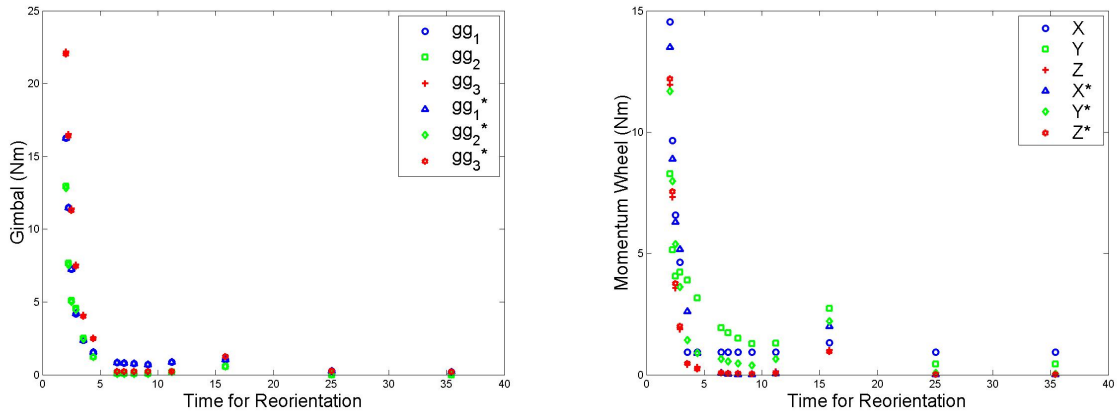 25
20
15
10
5
0
0 5 10 15 20 25 30 35 40
Gimbal (Nm)
Time for Reorientation
gg₁
gg₂
gg₃
gg₁*
gg₂*
gg₃*
15
10
5
0
0 5 10 15 20 25 30 35 40
Momentum Wheel (Nm)
Time for Reorientation
X
Y
Z
X*
Y*
Z*